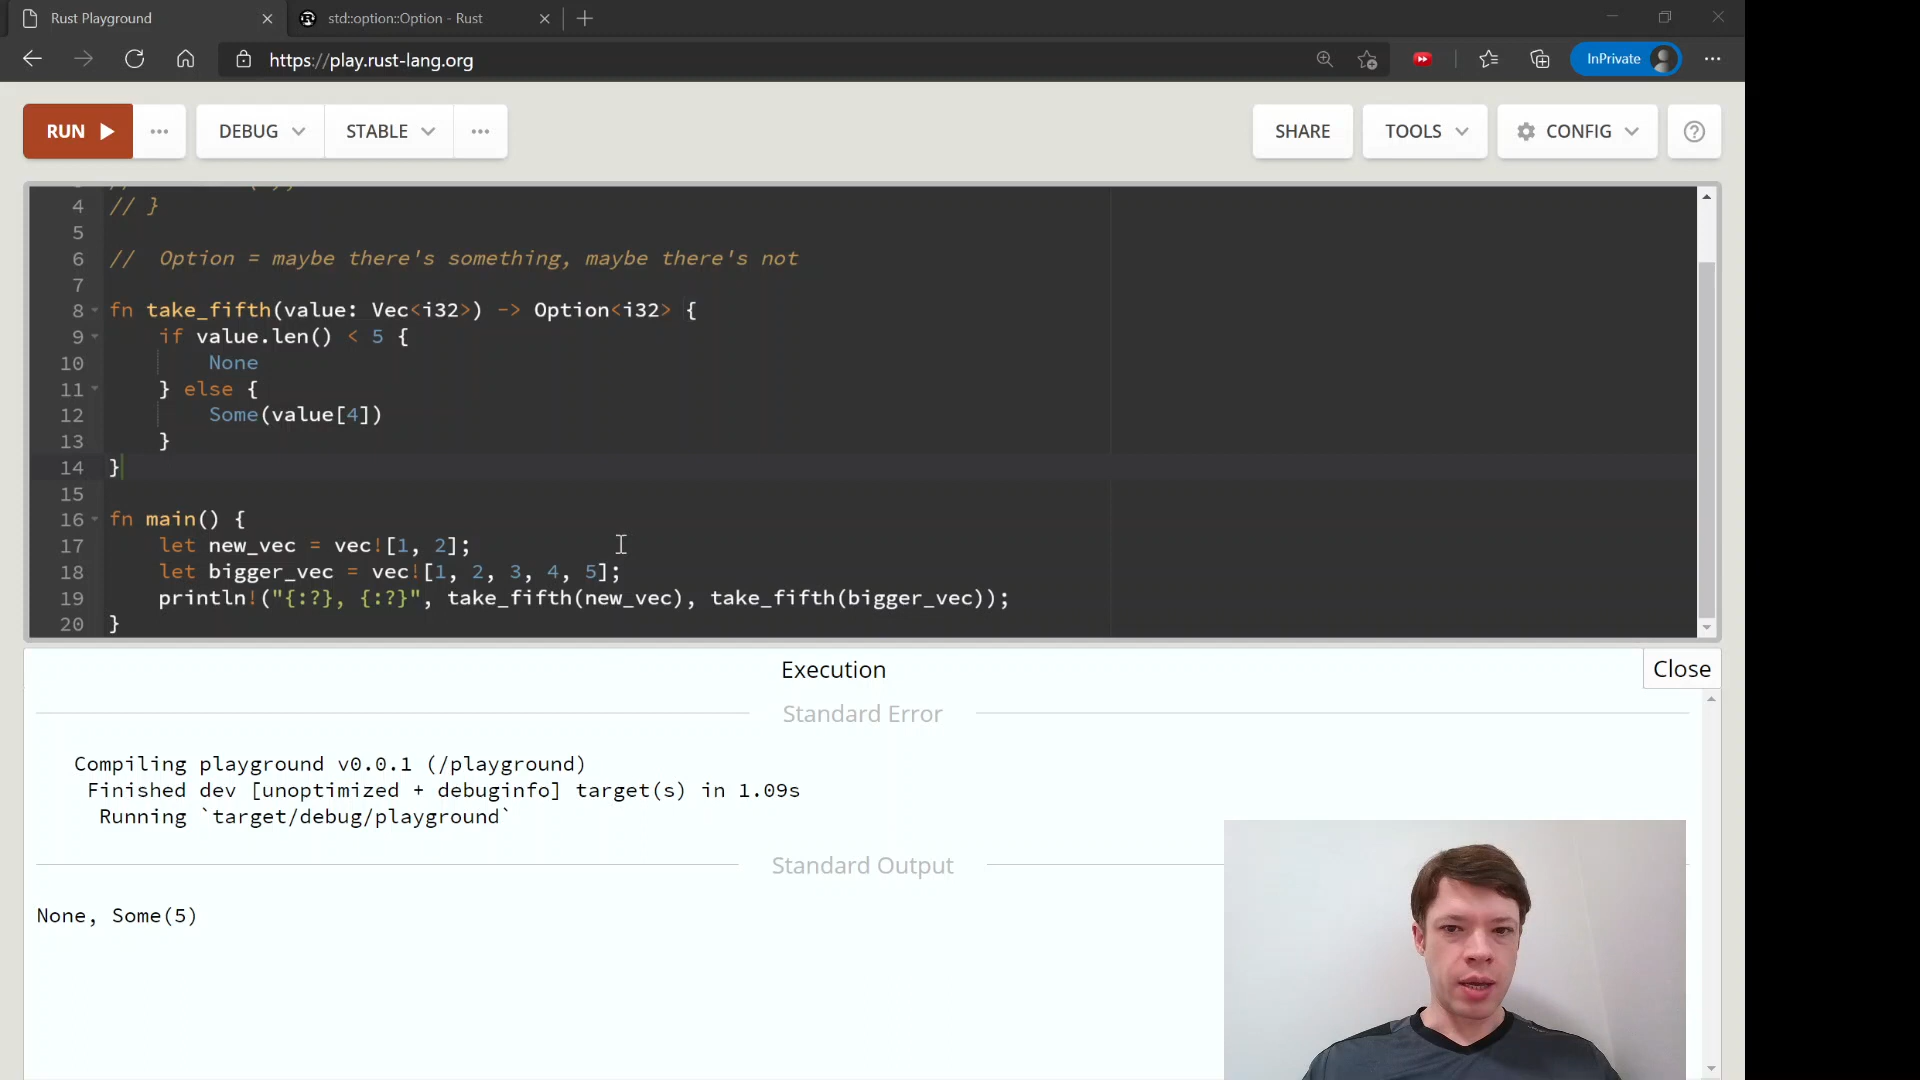 Rust Playground
std::option::Option - Rust
https://play.rust-lang.org
InPrivate
RUN
DEBUG
STABLE
SHARE
TOOLS
CONFIG
4 // }
5
6 //  Option = maybe there's something, maybe there's not
7
8 fn take_fifth(value: Vec<i32>) -> Option<i32> {
9     if value.len() < 5 {
10         None
11     } else {
12         Some(value[4])
13     }
14 }
15
16 fn main() {
17     let new_vec = vec![1, 2];
18     let bigger_vec = vec![1, 2, 3, 4, 5];
19     println!("{:?}, {:?}", take_fifth(new_vec), take_fifth(bigger_vec));
20 }
Execution
Close
Standard Error
Compiling playground v0.0.1 (/playground)
Finished dev [unoptimized + debuginfo] target(s) in 1.09s
Running `target/debug/playground`
Standard Output
None, Some(5)